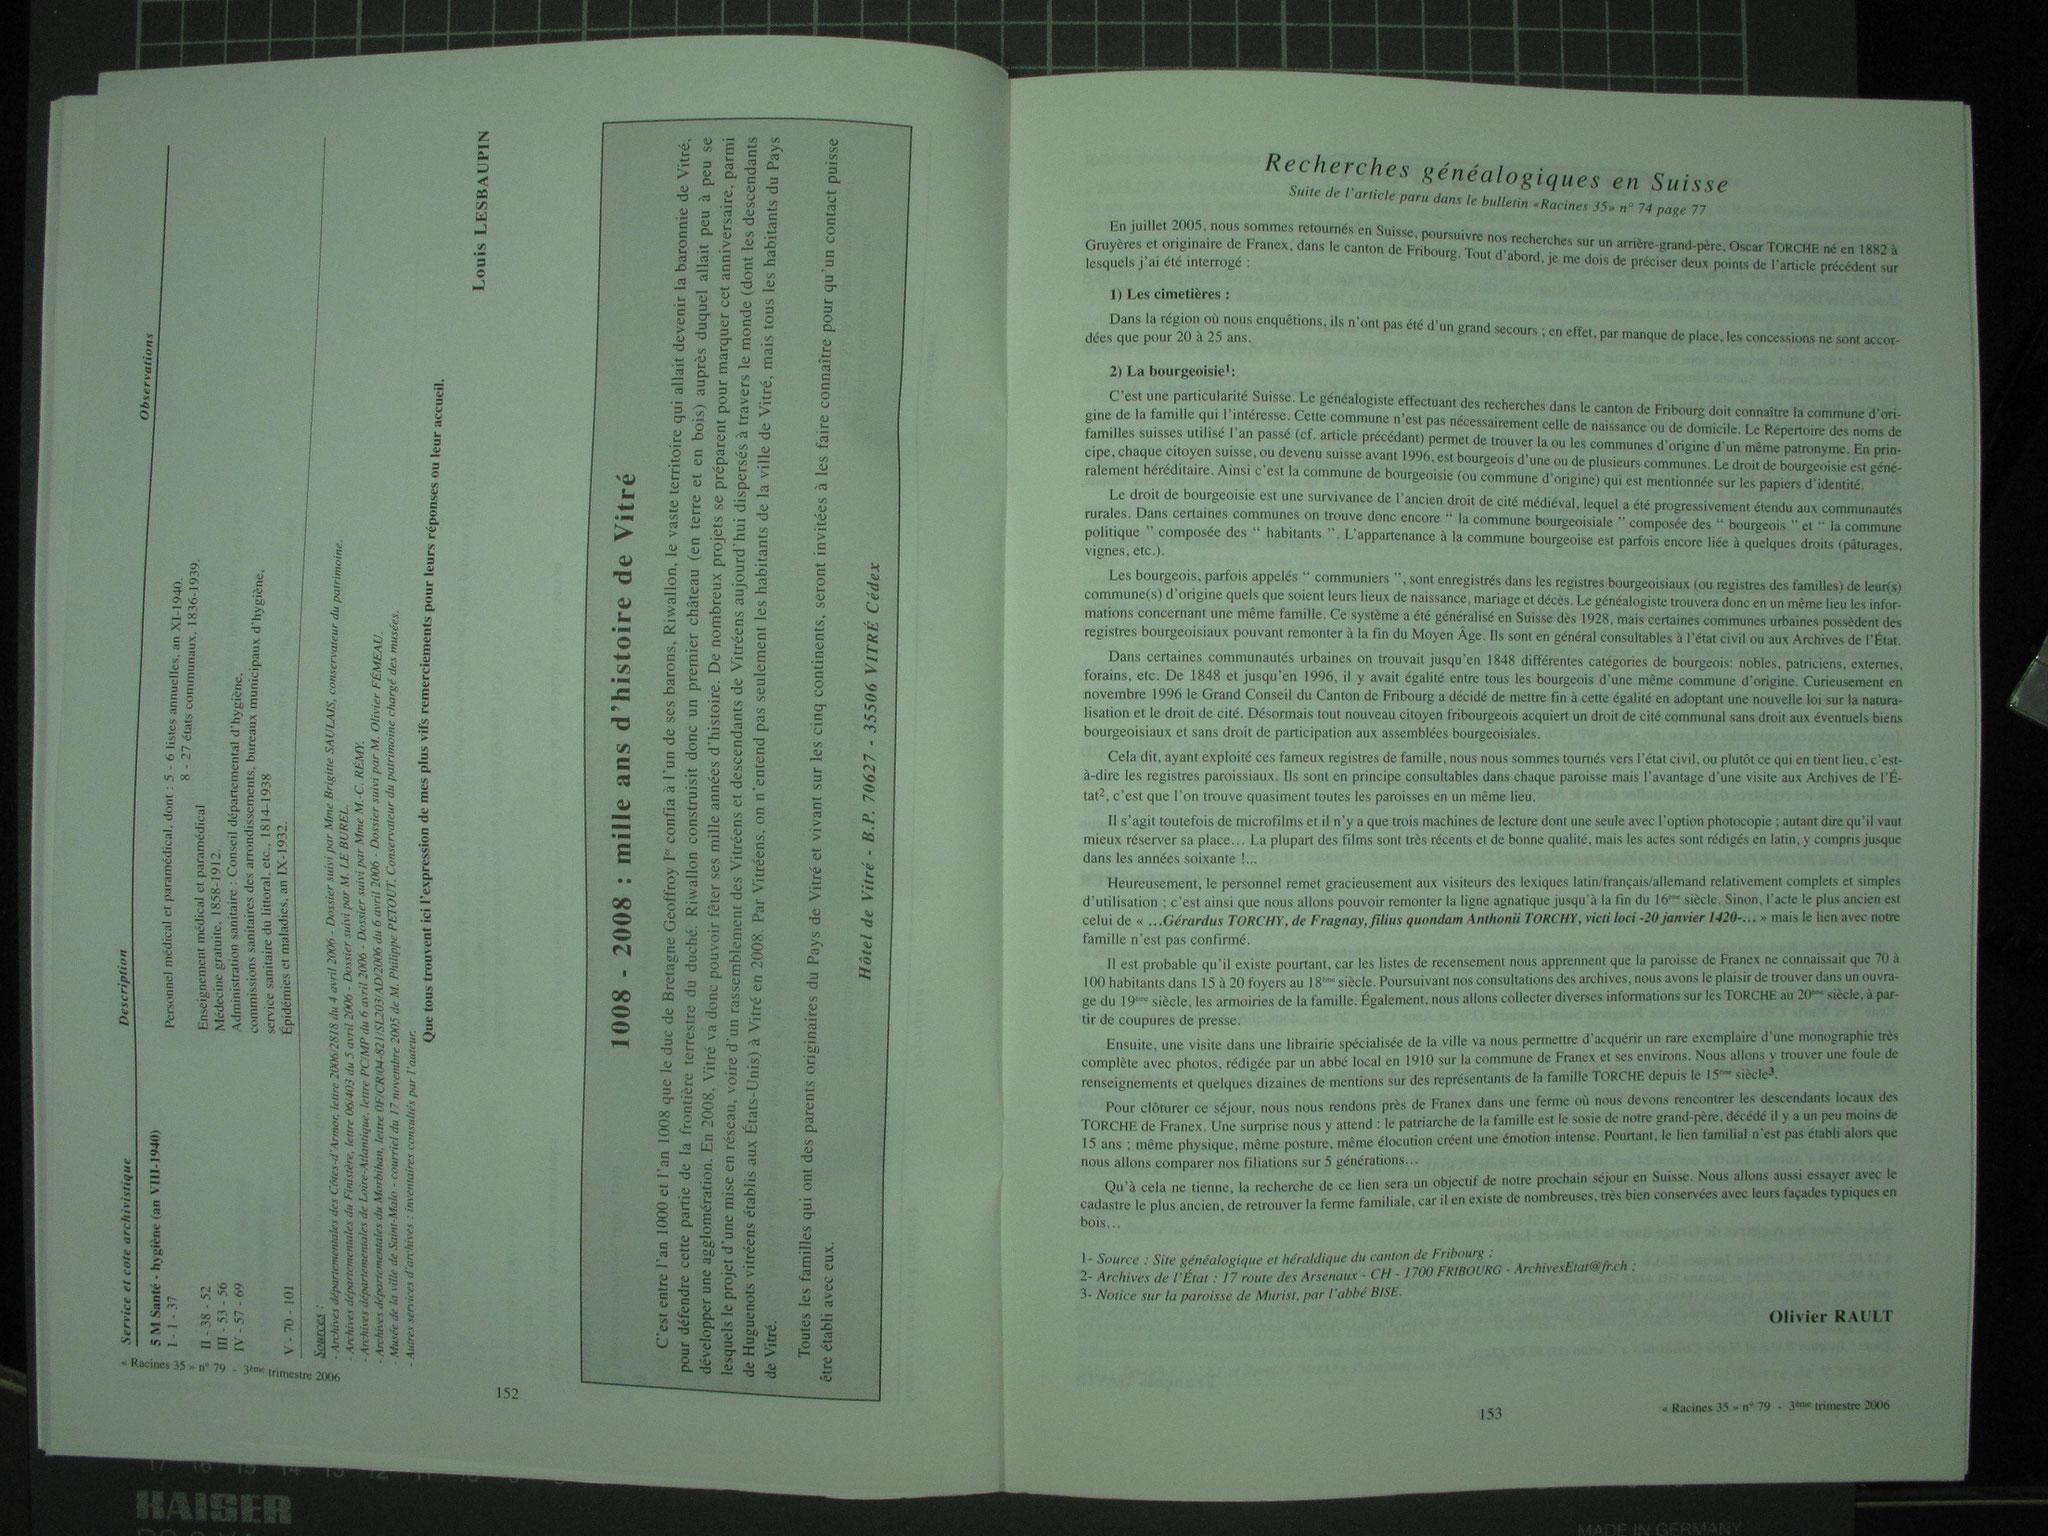 Service et cote archivistique Description Observations
5 M Santé - hygiène (an VIII-1940)
I - 1 - 37 Personnel médical et paramédical, dont : 5 - 6 listes annuelles, an XI-1940.
8 - 27 états communaux, 1836-1939.
II - 38 - 52 Enseignement médical et paramédical
III - 53 - 56 Médecine gratuite, 1858-1912.
IV - 57 - 69 Administration sanitaire : Conseil départemental d'hygiène,
commissions sanitaires des arrondissements, bureaux municipaux d'hygiène,
service sanitaire du littoral, etc., 1814-1938
V - 70 - 101 Épidémies et maladies, an IX-1932.
Sources :
- Archives départementales des Côtes-d'Armor, lettre 2006/2818 du 4 avril 2006 - Dossier suivi par Mme Brigitte SAULAIS, conservateur du patrimoine.
- Archives départementales du Finistère, lettre 06/403 du 5 avril 2006 - Dossier suivi par M. LE BUREL.
- Archives départementales de Loire-Atlantique, lettre PC/MP du 6 avril 2006 - Dossier suivi par Mme M.-C. RÉMY.
- Archives départementales du Morbihan, lettre 0F/CR/04-821/SL203/AD/2006 du 6 avril 2006 - Dossier suivi par M. Olivier FÉMEAU.
- Musée de la ville de Saint-Malo - courriel du 17 novembre 2005 de M. Philippe PETOUT, Conservateur du patrimoine chargé des musées.
- Autres services d'archives : inventaires consultés par l'auteur.
Que tous trouvent ici l'expression de mes plus vifs remerciements pour leurs réponses ou leur accueil.
Louis LESBAUPIN
1008 - 2008 : mille ans d'histoire de Vitré
C'est entre l'an 1000 et l'an 1008 que le duc de Bretagne Geoffroy Ier confia à l'un de ses barons, Riwallon, le vaste territoire qui allait devenir la baronnie de Vitré,
pour défendre cette partie de la frontière terrestre du duché. Riwallon construisit donc un premier château (en terre et en bois) auprès duquel allait peu à peu se
développer une agglomération. En 2008, Vitré va donc pouvoir fêter ses mille années d'histoire. De nombreux projets se préparent pour marquer cet anniversaire, parmi
lesquels le projet d'une mise en réseau, voire d'un rassemblement des Vitréens et descendants de Vitréens aujourd'hui dispersés à travers le monde (dont les descendants
de Huguenots vitréens établis aux États-Unis) à Vitré en 2008. Par Vitréens, on n'entend pas seulement les habitants de la ville de Vitré, mais tous les habitants du Pays
de Vitré.
Toutes les familles qui ont des parents originaires du Pays de Vitré et vivant sur les cinq continents, seront invitées à les faire connaître pour qu'un contact puisse
être établi avec eux.
Hôtel de Vitré - B.P. 70627 - 35506 VITRÉ Cédex
« Racines 35 » n° 79 - 3ème trimestre 2006
152
Recherches généalogiques en Suisse
Suite de l'article paru dans le bulletin «Racines 35» n° 74 page 77
En juillet 2005, nous sommes retournés en Suisse, poursuivre nos recherches sur un arrière-grand-père, Oscar TORCHE né en 1882 à
Gruyères et originaire de Franex, dans le canton de Fribourg. Tout d'abord, je me dois de préciser deux points de l'article précédent sur
lesquels j'ai été interrogé :
1) Les cimetières :
Dans la région où nous enquêtions, ils n'ont pas été d'un grand secours ; en effet, par manque de place, les concessions ne sont accor-
dées que pour 20 à 25 ans.
2) La bourgeoisie1:
C'est une particularité Suisse. Le généalogiste effectuant des recherches dans le canton de Fribourg doit connaître la commune d'ori-
gine de la famille qui l'intéresse. Cette commune n'est pas nécessairement celle de naissance ou de domicile. Le Répertoire des noms de
familles suisses utilisé l'an passé (cf. article précédant) permet de trouver la ou les communes d'origine d'un même patronyme. En prin-
cipe, chaque citoyen suisse, ou devenu suisse avant 1996, est bourgeois d'une ou de plusieurs communes. Le droit de bourgeoisie est géné-
ralement héréditaire. Ainsi c'est la commune de bourgeoisie (ou commune d'origine) qui est mentionnée sur les papiers d'identité.
Le droit de bourgeoisie est une survivance de l'ancien droit de cité médiéval, lequel a été progressivement étendu aux communautés
rurales. Dans certaines communes on trouve donc encore “ la commune bourgeoisiale ” composée des “ bourgeois ” et “ la commune
politique ” composée des “ habitants ”. L'appartenance à la commune bourgeoise est parfois encore liée à quelques droits (pâturages,
vignes, etc.).
Les bourgeois, parfois appelés “ communiers ”, sont enregistrés dans les registres bourgeoisiaux (ou registres des familles) de leur(s)
commune(s) d'origine quels que soient leurs lieux de naissance, mariage et décès. Le généalogiste trouvera donc en un même lieu les infor-
mations concernant une même famille. Ce système a été généralisé en Suisse dès 1928, mais certaines communes urbaines possèdent des
registres bourgeoisiaux pouvant remonter à la fin du Moyen Âge. Ils sont en général consultables à l'état civil ou aux Archives de l'État.
Dans certaines communautés urbaines on trouvait jusqu'en 1848 différentes catégories de bourgeois: nobles, patriciens, externes,
forains, etc. De 1848 et jusqu'en 1996, il y avait égalité entre tous les bourgeois d'une même commune d'origine. Curieusement en
novembre 1996 le Grand Conseil du Canton de Fribourg a décidé de mettre fin à cette égalité en adoptant une nouvelle loi sur la natura-
lisation et le droit de cité. Désormais tout nouveau citoyen fribourgeois acquiert un droit de cité communal sans droit aux éventuels biens
bourgeoisiaux et sans droit de participation aux assemblées bourgeoisiales.
Cela dit, ayant exploité ces fameux registres de famille, nous nous sommes tournés vers l'état civil, ou plutôt ce qui en tient lieu, c'est-
à-dire les registres paroissiaux. Ils sont en principe consultables dans chaque paroisse mais l'avantage d'une visite aux Archives de l'É-
tat2, c'est que l'on trouve quasiment toutes les paroisses en un même lieu.
Il s'agit toutefois de microfilms et il n'y a que trois machines de lecture dont une seule avec l'option photocopie ; autant dire qu'il vaut
mieux réserver sa place… La plupart des films sont très récents et de bonne qualité, mais les actes sont rédigés en latin, y compris jusque
dans les années soixante !...
Heureusement, le personnel remet gracieusement aux visiteurs des lexiques latin/français/allemand relativement complets et simples
d'utilisation ; c'est ainsi que nous allons pouvoir remonter la ligne agnatique jusqu'à la fin du 16ème siècle. Sinon, l'acte le plus ancien est
celui de « …Gérardus TORCHY, de Fragnay, filius quondam Anthonii TORCHY, victi loci -20 janvier 1420-… » mais le lien avec notre
famille n'est pas confirmé.
Il est probable qu'il existe pourtant, car les listes de recensement nous apprennent que la paroisse de Franex ne connaissait que 70 à
100 habitants dans 15 à 20 foyers au 18ème siècle. Poursuivant nos consultations des archives, nous avons le plaisir de trouver dans un ouvra-
ge du 19ème siècle, les armoiries de la famille. Également, nous allons collecter diverses informations sur les TORCHE au 20ème siècle, à par-
tir de coupures de presse.
Ensuite, une visite dans une librairie spécialisée de la ville va nous permettre d'acquérir un rare exemplaire d'une monographie très
complète avec photos, rédigée par un abbé local en 1910 sur la commune de Franex et ses environs. Nous allons y trouver une foule de
renseignements et quelques dizaines de mentions sur des représentants de la famille TORCHE depuis le 15ème siècle3.
Pour clôturer ce séjour, nous nous rendons près de Franex dans une ferme où nous devons rencontrer les descendants locaux des
TORCHE de Franex. Une surprise nous y attend : le patriarche de la famille est le sosie de notre grand-père, décédé il y a un peu moins de
15 ans ; même physique, même posture, même élocution créent une émotion intense. Pourtant, le lien familial n'est pas établi alors que
nous allons comparer nos filiations sur 5 générations…
Qu'à cela ne tienne, la recherche de ce lien sera un objectif de notre prochain séjour en Suisse. Nous allons aussi essayer avec le
cadastre le plus ancien, de retrouver la ferme familiale, car il en existe de nombreuses, très bien conservées avec leurs façades typiques en
bois…
1- Source : Site généalogique et héraldique du canton de Fribourg ;
2- Archives de l'État : 17 route des Arsenaux - CH - 1700 FRIBOURG - ArchivesEtat@fr.ch ;
3- Notice sur la paroisse de Murist, par l'abbé BISE.
Olivier RAULT
153
« Racines 35 » n° 79 - 3ème trimestre 2006
17 16 15 14 13 12 11 10 9
KAISER
MADE IN GERMANY